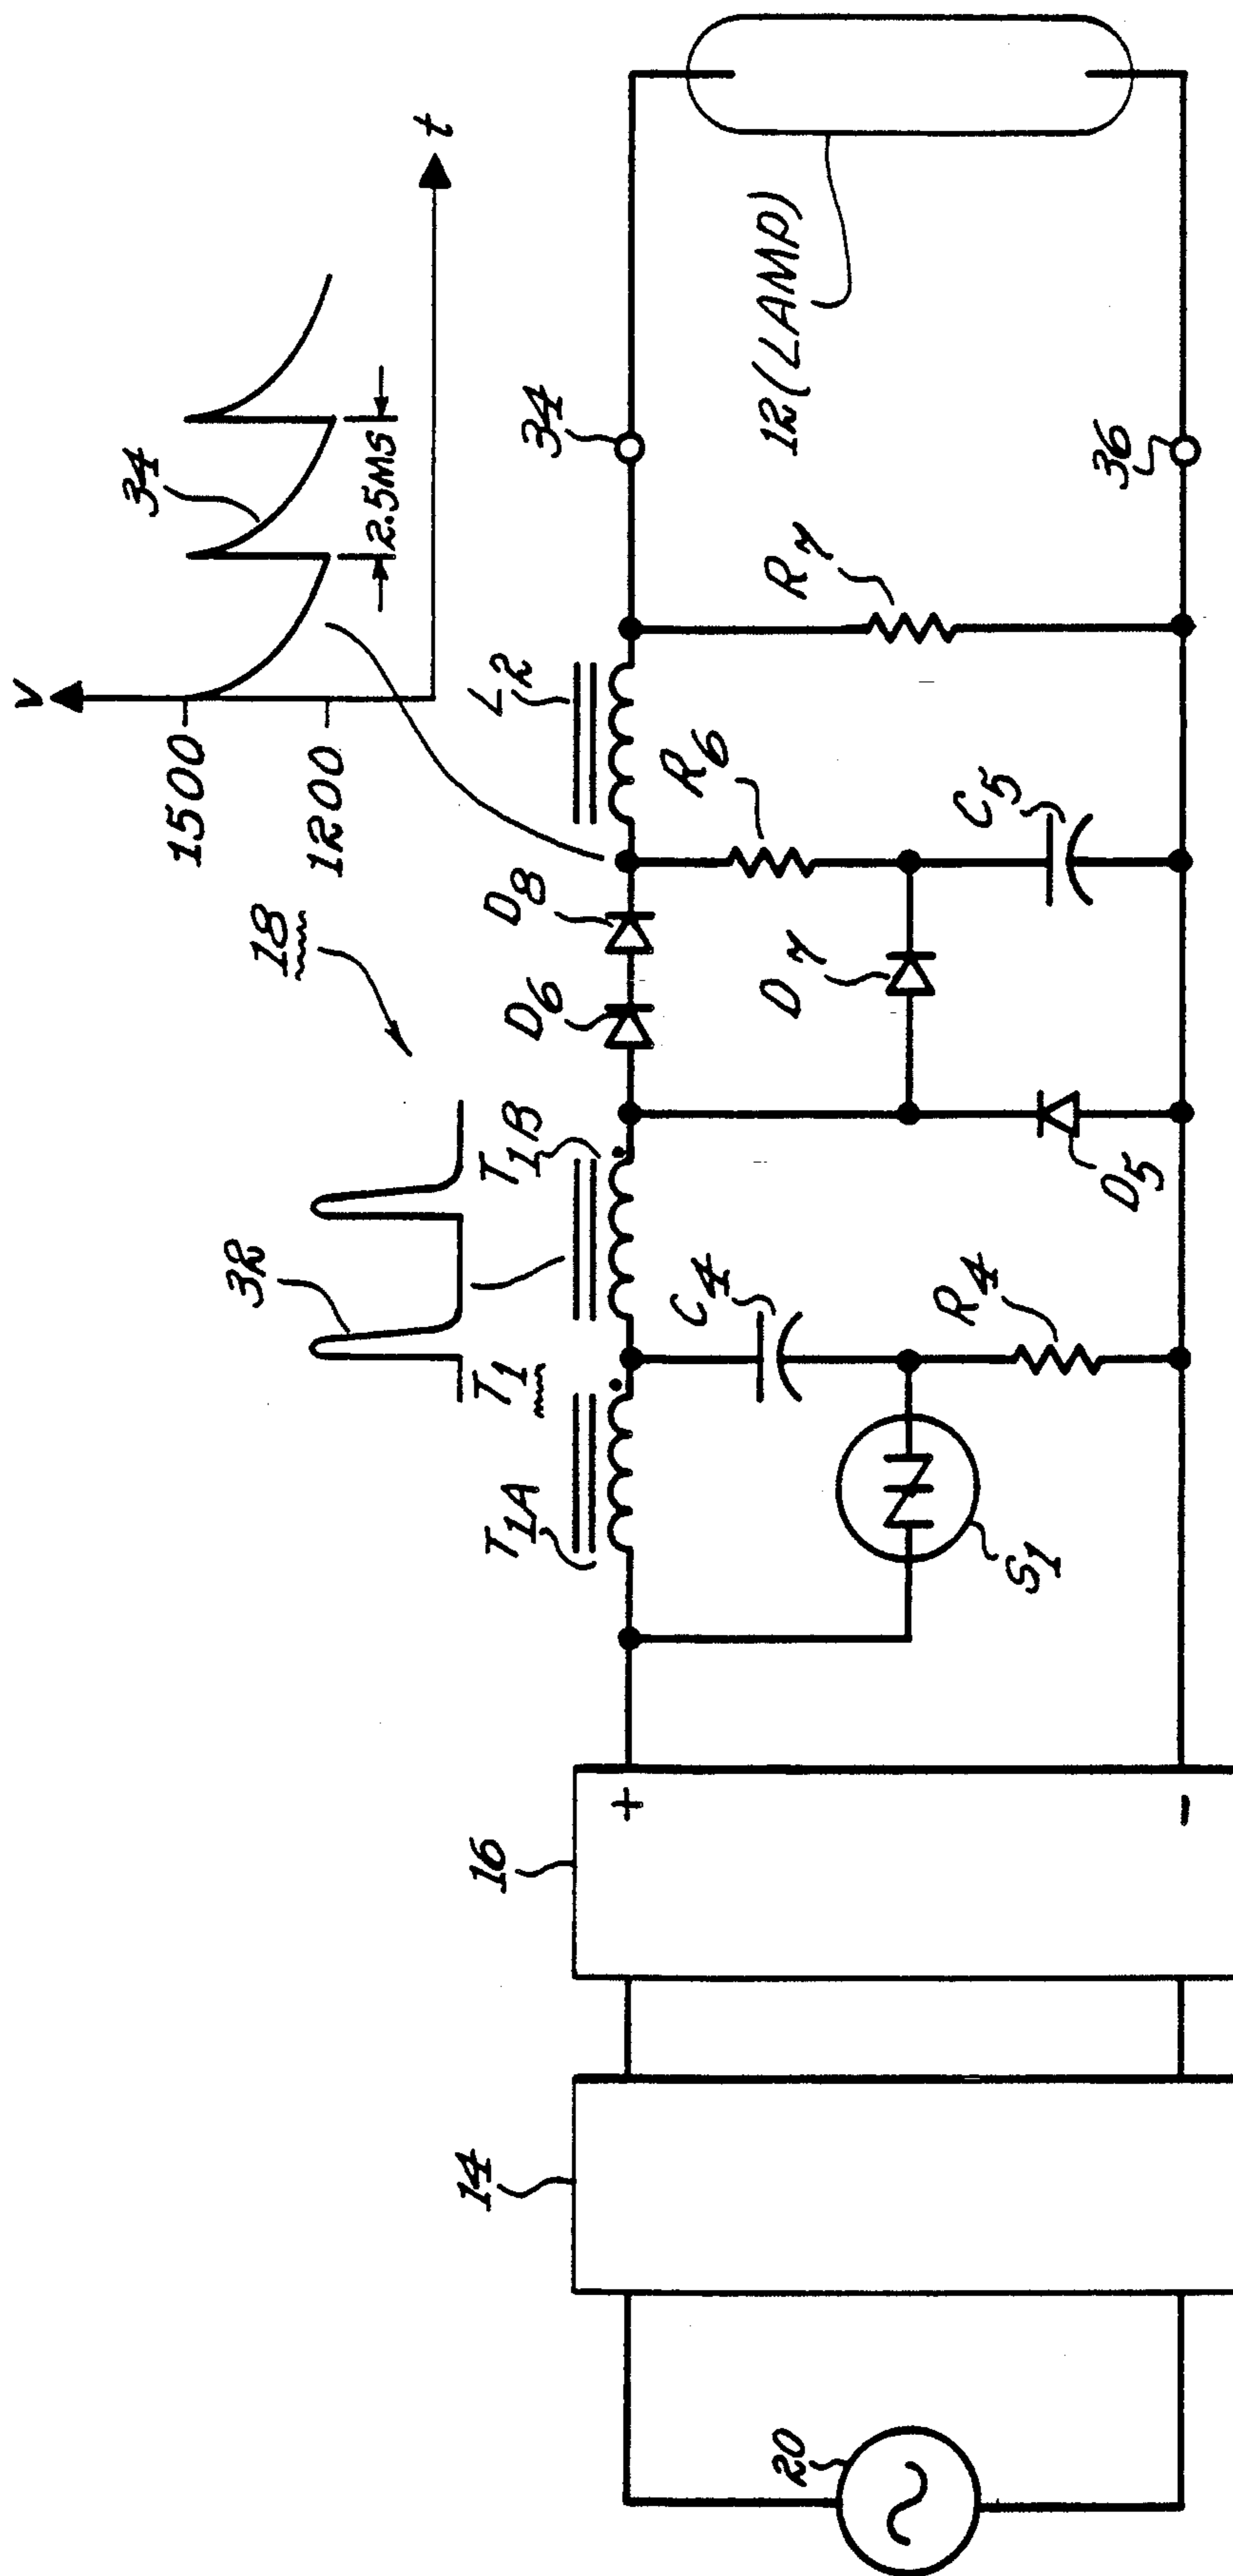 V
1500
1200
34
2.5MS
t
18
32
T1
T1A
T1B
D6
D8
L2
34
C4
R4
S1
D7
D5
R6
C5
R7
12(LAMP)
36
20
14
16
+
-